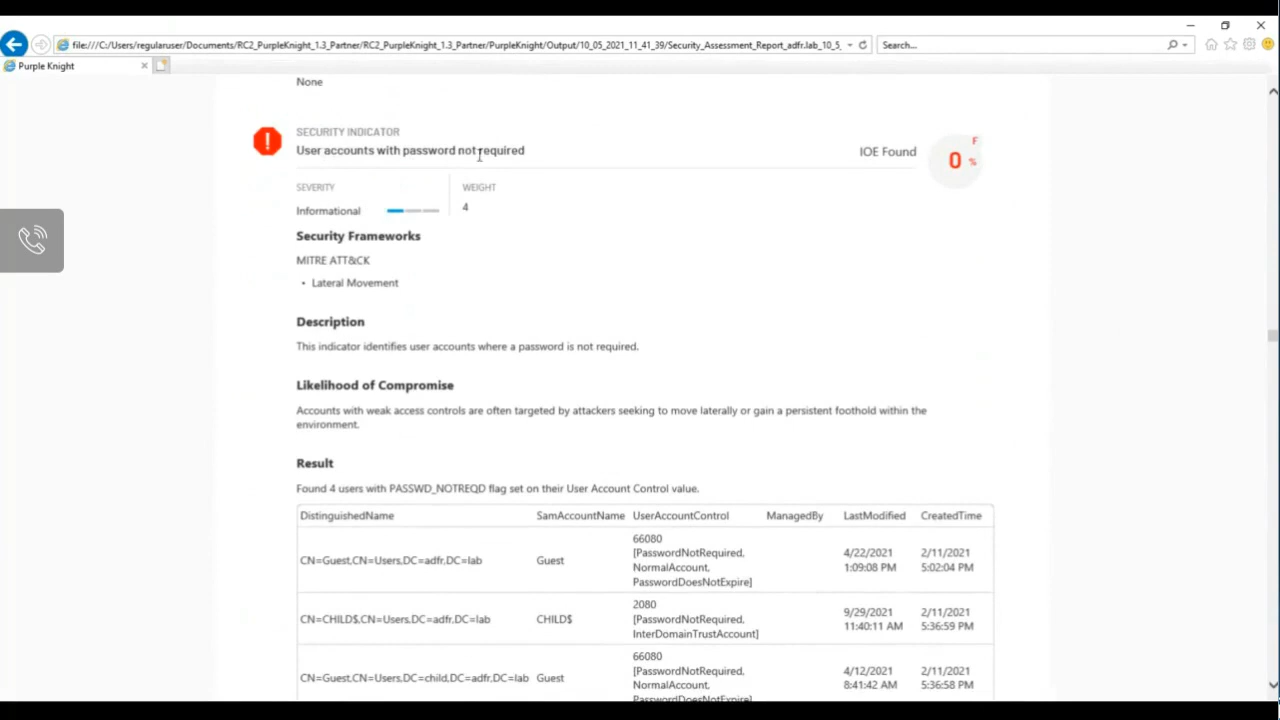 file:///C:/Users/regularuser/Documents/RC2_PurpleKnight_1.3_Partner/RC2_PurpleKnight_1.3_Partner/PurpleKnight/Output/10_05_2021_11_41_39/Security_Assessment_Report_adfr.lab_10_5_
Search...
Purple Knight
None
SECURITY INDICATOR
User accounts with password not required
IOE Found
F
0 %
SEVERITY
WEIGHT
Informational
4
Security Frameworks
MITRE ATT&CK
• Lateral Movement
Description
This indicator identifies user accounts where a password is not required.
Likelihood of Compromise
Accounts with weak access controls are often targeted by attackers seeking to move laterally or gain a persistent foothold within the
environment.
Result
Found 4 users with PASSWD_NOTREQD flag set on their User Account Control value.
DistinguishedName SamAccountName UserAccountControl ManagedBy LastModified CreatedTime
CN=Guest,CN=Users,DC=adfr,DC=lab
Guest
66080
[PasswordNotRequired,
NormalAccount,
PasswordDoesNotExpire]
4/22/2021
1:09:08 PM
2/11/2021
5:02:04 PM
CN=CHILD$,CN=Users,DC=adfr,DC=lab
CHILD$
2080
[PasswordNotRequired,
InterDomainTrustAccount]
9/29/2021
11:40:11 AM
2/11/2021
5:36:59 PM
CN=Guest,CN=Users,DC=child,DC=adfr,DC=lab
Guest
66080
[PasswordNotRequired,
NormalAccount,
PasswordDoesNotExpire]
4/12/2021
8:41:42 AM
2/11/2021
5:36:58 PM